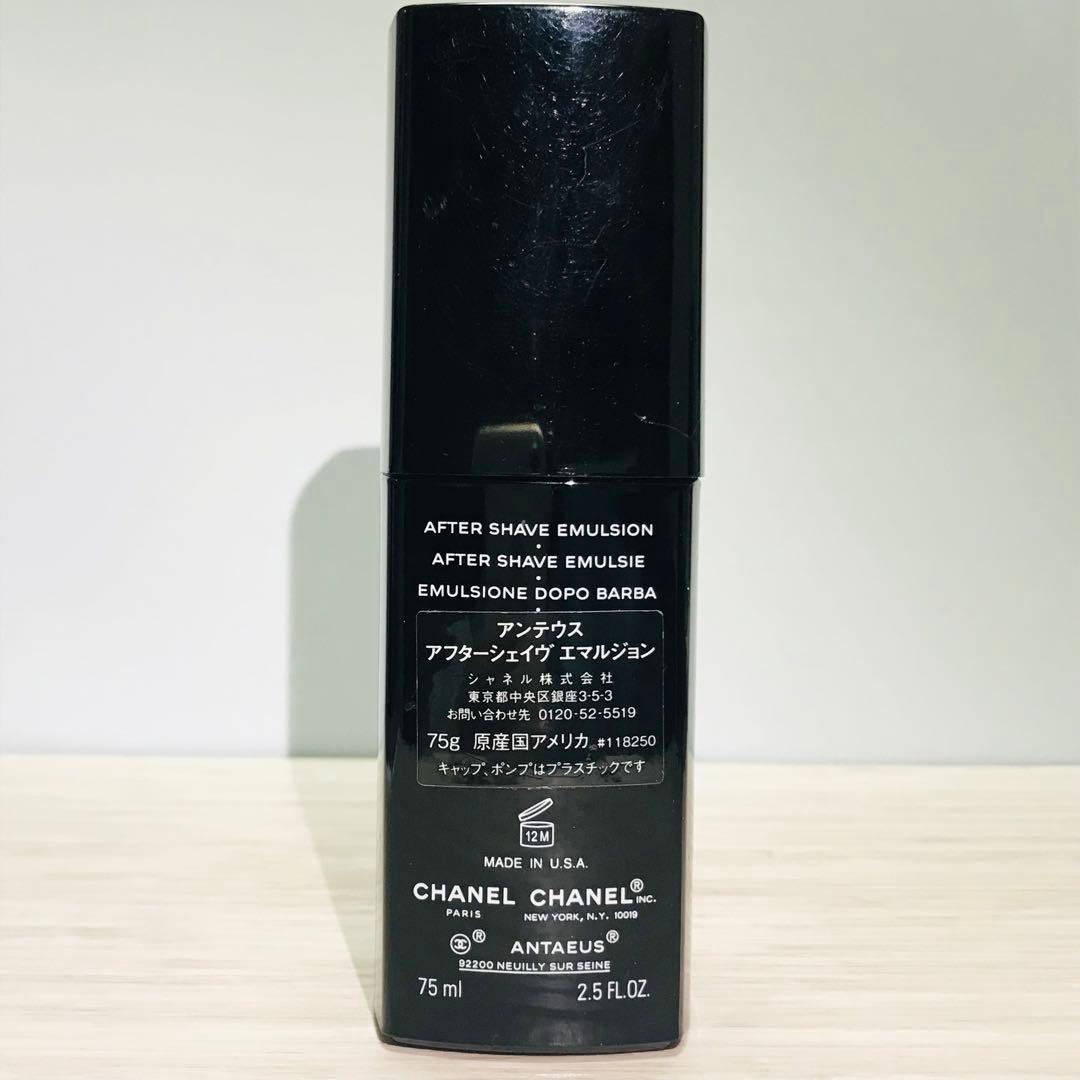 AFTER SHAVE EMULSION
•
AFTER SHAVE EMULSIE
•
EMULSIONE DOPO BARBA
•
アンテウス
アフターシェイヴ エマルジョン
シャネル株式会社
東京都中央区銀座3-5-3
お問い合わせ先 0120-52-5519
75g 原産国アメリカ #118250
キャップ、ポンプはプラスチックです
12M
MADE IN U.S.A.
CHANEL CHANEL® INC.
PARIS NEW YORK, N.Y. 10019
® ANTAEUS®
92200 NEUILLY SUR SEINE
75 ml 2.5 FL.OZ.